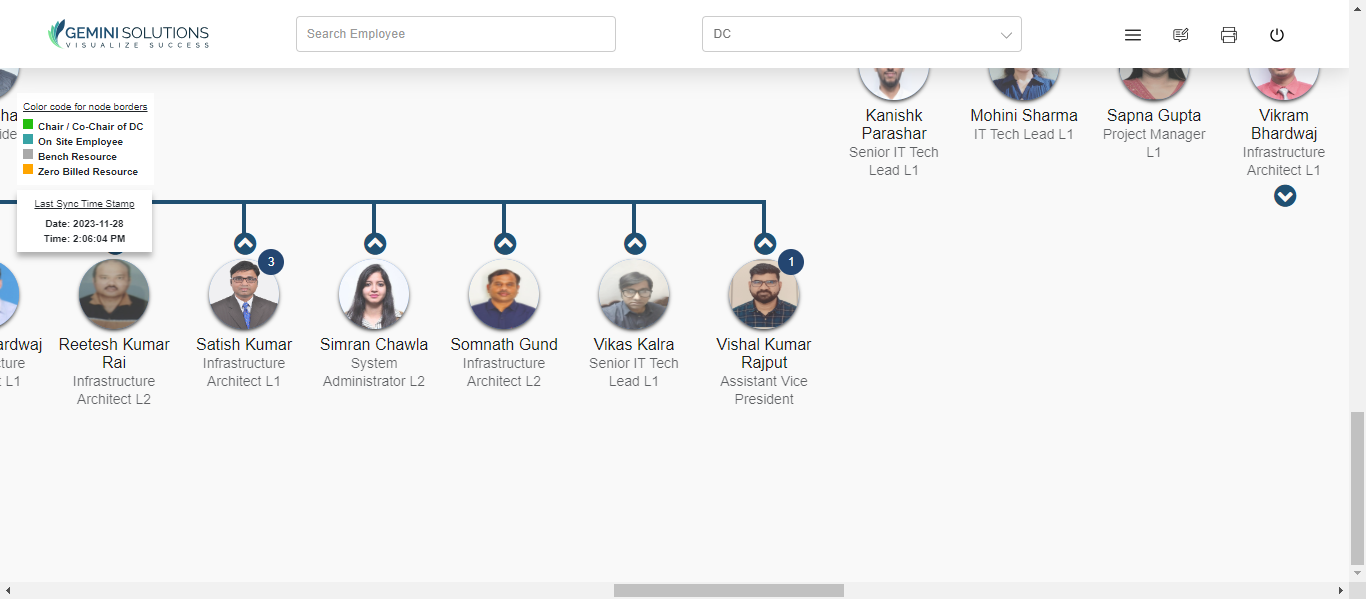 GEMINI SOLUTIONS
VISUALIZE SUCCESS
Search Employee
DC
ha
ide
Color code for node borders
Chair / Co-Chair of DC
On Site Employee
Bench Resource
Zero Billed Resource
Last Sync Time Stamp
Date: 2023-11-28
Time: 2:06:04 PM
Kanishk
Parashar
Senior IT Tech
Lead L1
Mohini Sharma
IT Tech Lead L1
Sapna Gupta
Project Manager
L1
Vikram
Bhardwaj
Infrastructure
Architect L1
ardwaj
cture
L1
Reetesh Kumar
Rai
Infrastructure
Architect L2
3
Satish Kumar
Infrastructure
Architect L1
Simran Chawla
System
Administrator L2
Somnath Gund
Infrastructure
Architect L2
Vikas Kalra
Senior IT Tech
Lead L1
1
Vishal Kumar
Rajput
Assistant Vice
President